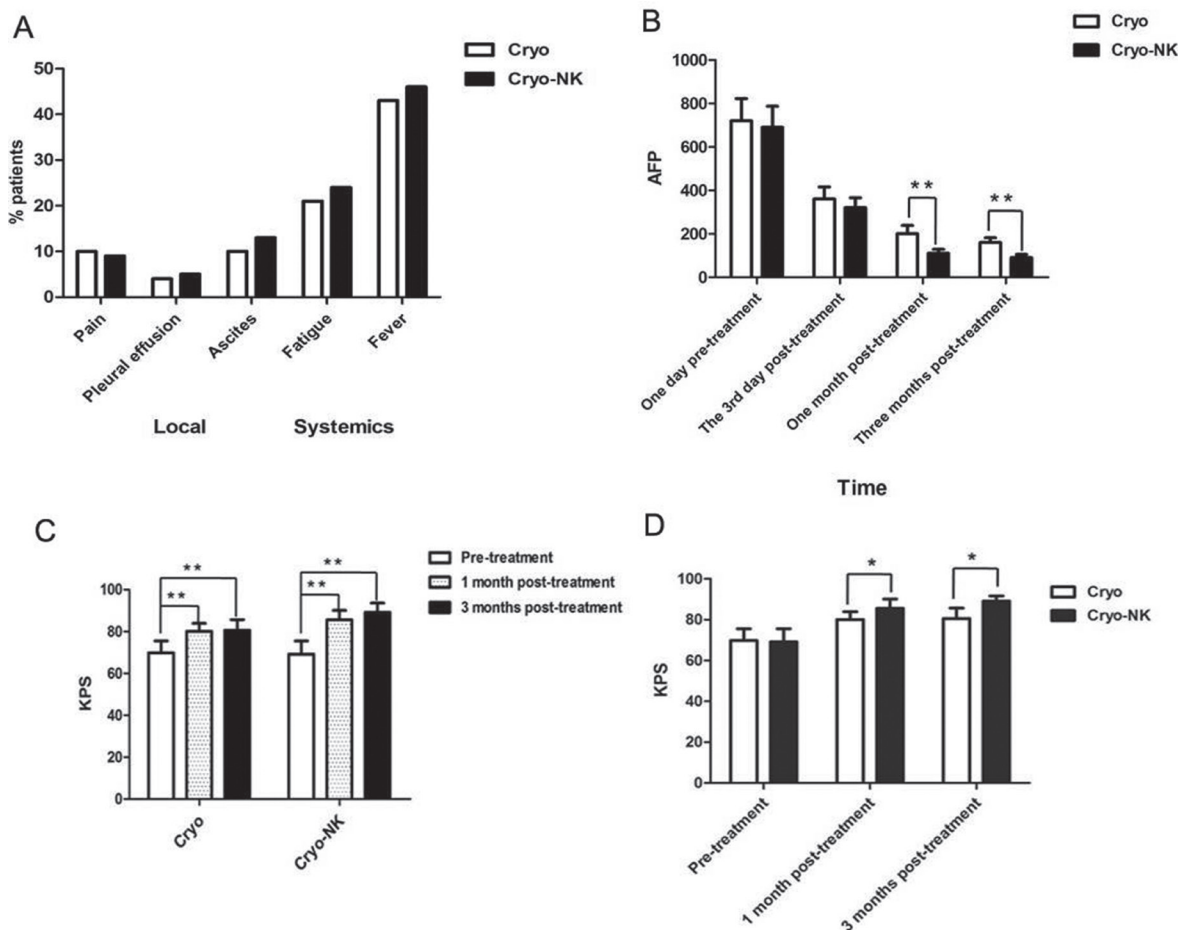 A
Cryo
Cryo-NK
50
40
30
20
10
0
% patients
Pain
Pleural effusion
Ascites
Fatigue
Fever
Local
Systemics
B
Cryo
Cryo-NK
1000
800
600
400
200
0
AFP
**
**
One day pre-treatment
The 3rd day post-treatment
One month post-treatment
Three months post-treatment
Time
C
Pre-treatment
1 month post-treatment
3 months post-treatment
100
80
60
40
20
0
KPS
**
**
**
**
Cryo
Cryo-NK
D
Cryo
Cryo-NK
100
80
60
40
20
0
KPS
*
*
Pre-treatment
1 month post-treatment
3 months post-treatment